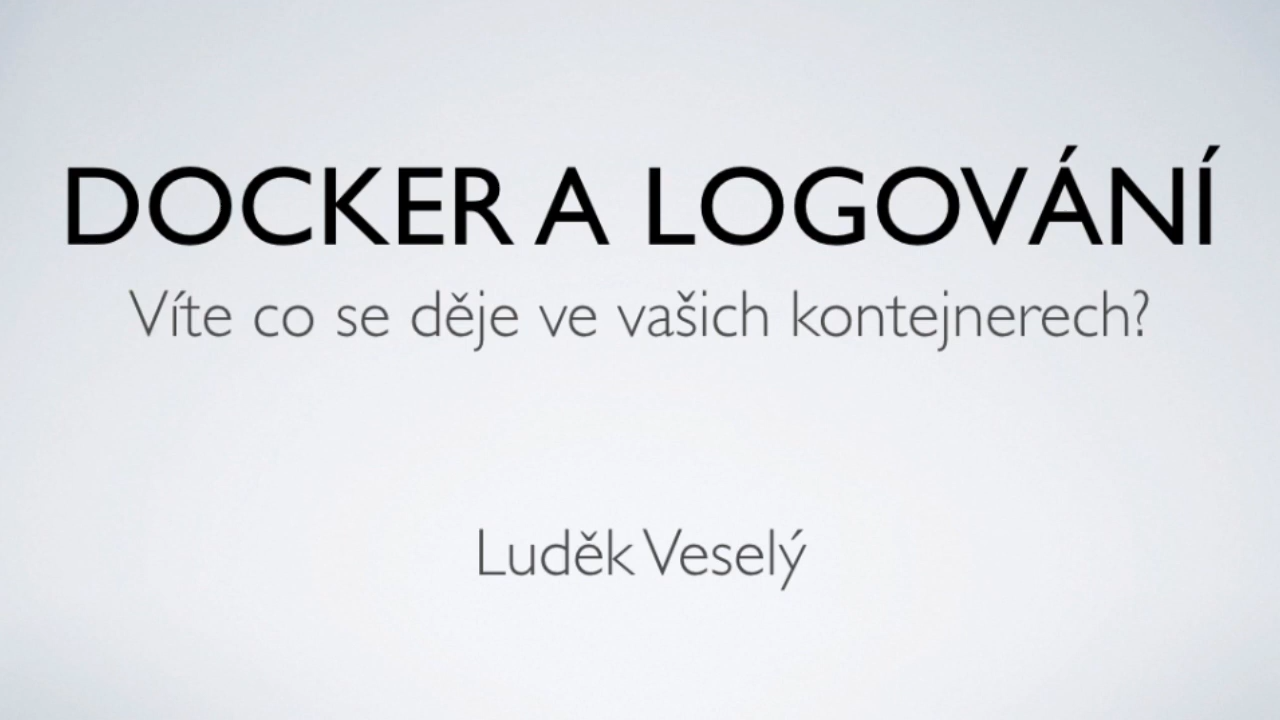 DOCKER A LOGOVÁNÍ
Víte co se děje ve vašich kontejnerech?
Luděk Veselý